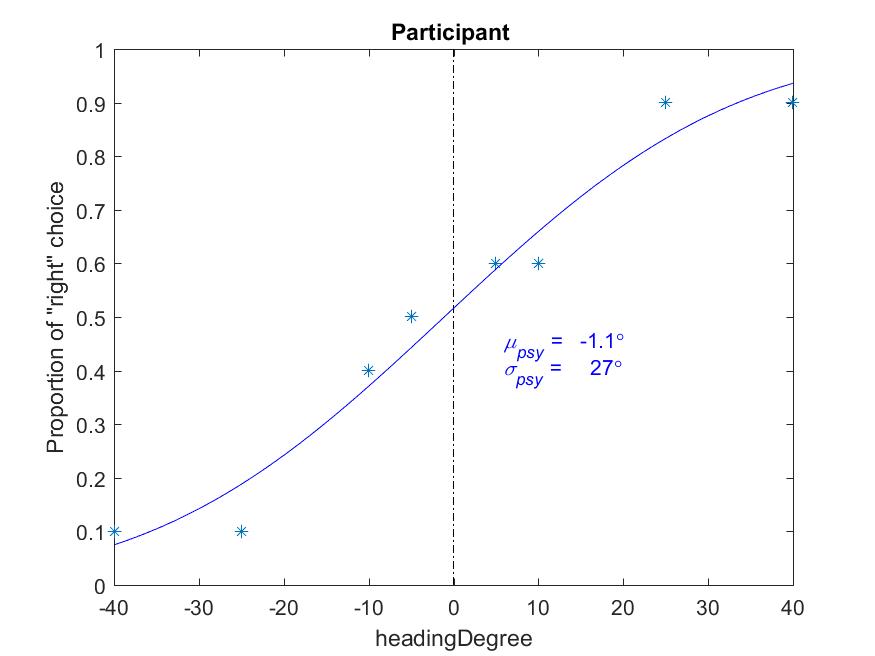 Participant
1
0.9
0.8
0.7
0.6
0.5
0.4
0.3
0.2
0.1
0
Proportion of "right" choice
μpsy = -1.1°
σpsy = 27°
-40 -30 -20 -10 0 10 20 30 40
headingDegree